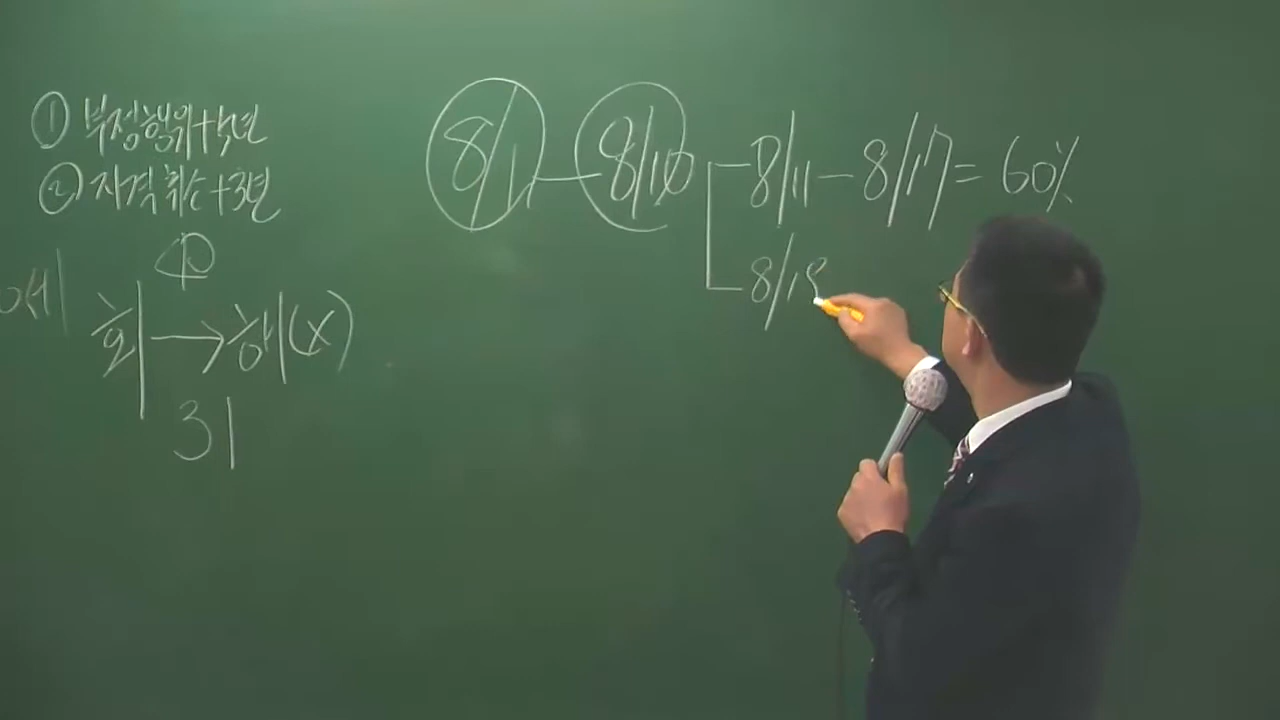 ① 부정행위+5년
② 자격취소+3년
회 → 해(x)
31
8/1 — 8/10
8/11 - 8/17 = 60%
8/18